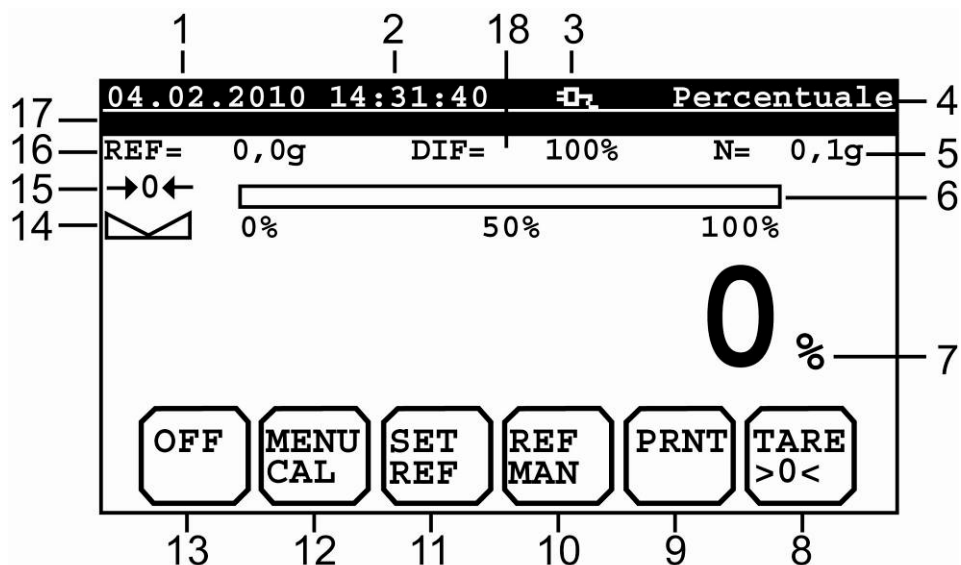 1 2 18 3
04.02.2010 14:31:40 Percentuale 4
17
16 REF= 0,0g DIF= 100% N= 0,1g 5
15 →0← 6
14 0% 50% 100%
0 % 7
OFF MENU CAL SET REF REF MAN PRNT TARE >0<
13 12 11 10 9 8